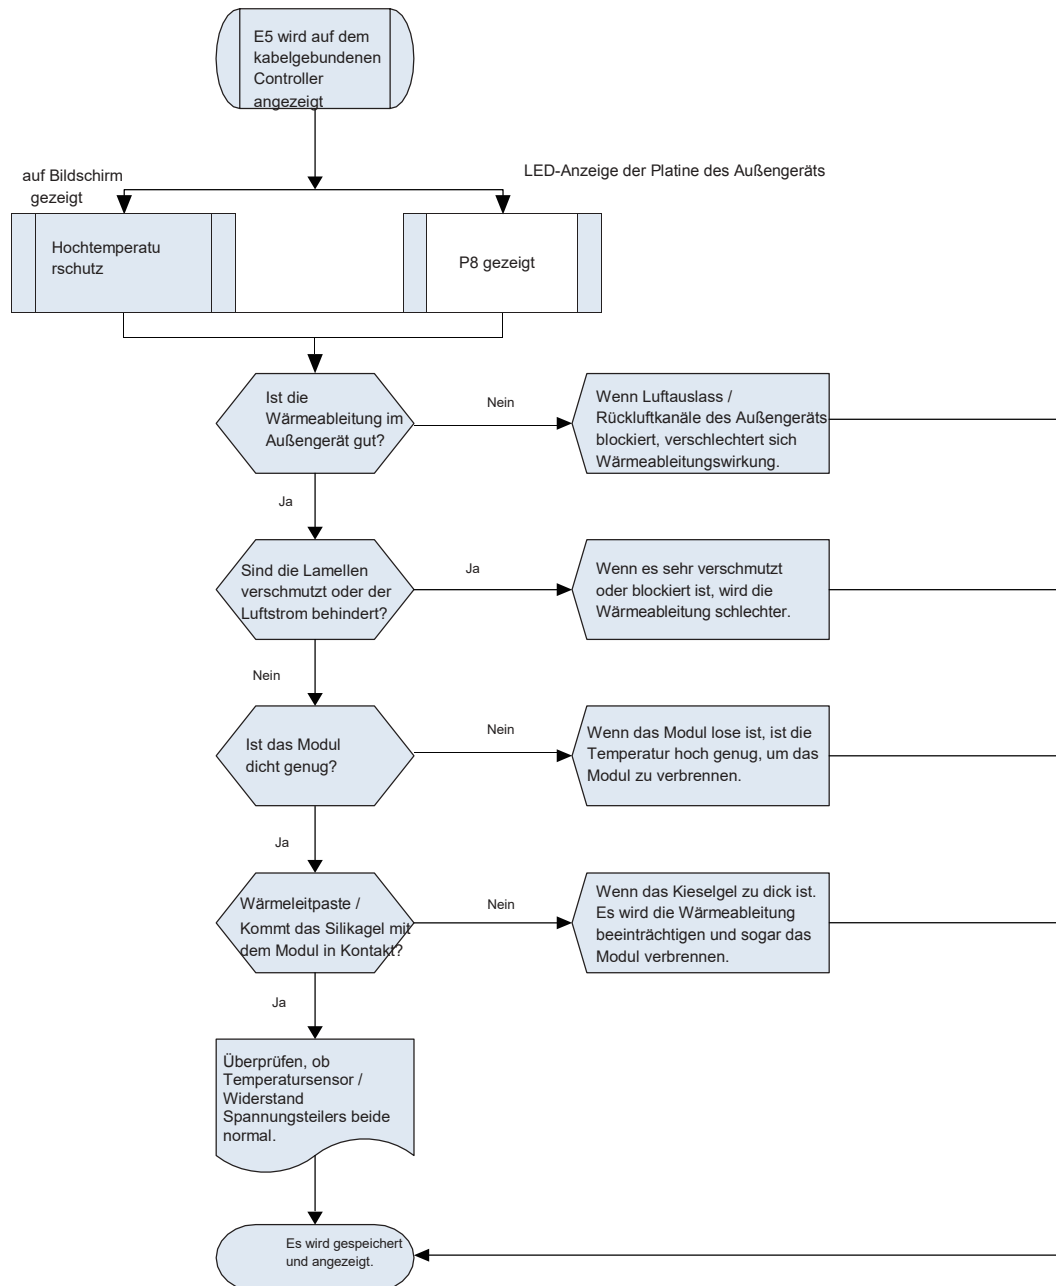 E5 wird auf dem
kabelgebundenen
Controller
angezeigt
auf Bildschirm
gezeigt
LED-Anzeige der Platine des Außengeräts
Hochtemperatu
rschutz
P8 gezeigt
Ist die
Wärmeableitung im
Außengerät gut?
Nein
Wenn Luftauslass /
Rückluftkanäle des Außengeräts
blockiert, verschlechtert sich
Wärmeableitungswirkung.
Ja
Sind die Lamellen
verschmutzt oder der
Luftstrom behindert?
Ja
Wenn es sehr verschmutzt
oder blockiert ist, wird die
Wärmeableitung schlechter.
Nein
Ist das Modul
dicht genug?
Nein
Wenn das Modul lose ist, ist die
Temperatur hoch genug, um das
Modul zu verbrennen.
Ja
Wärmeleitpaste /
Kommt das Silikagel mit
dem Modul in Kontakt?
Nein
Wenn das Kieselgel zu dick ist.
Es wird die Wärmeableitung
beeinträchtigen und sogar das
Modul verbrennen.
Ja
Überprüfen, ob
Temperatursensor /
Widerstand
Spannungsteilers beide
normal.
Es wird gespeichert
und angezeigt.